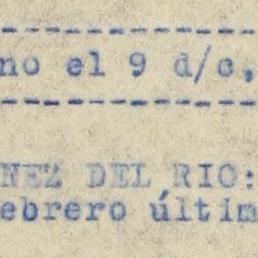 no el 9 d/c,
NEZ DEL RIO:
ebrero últim